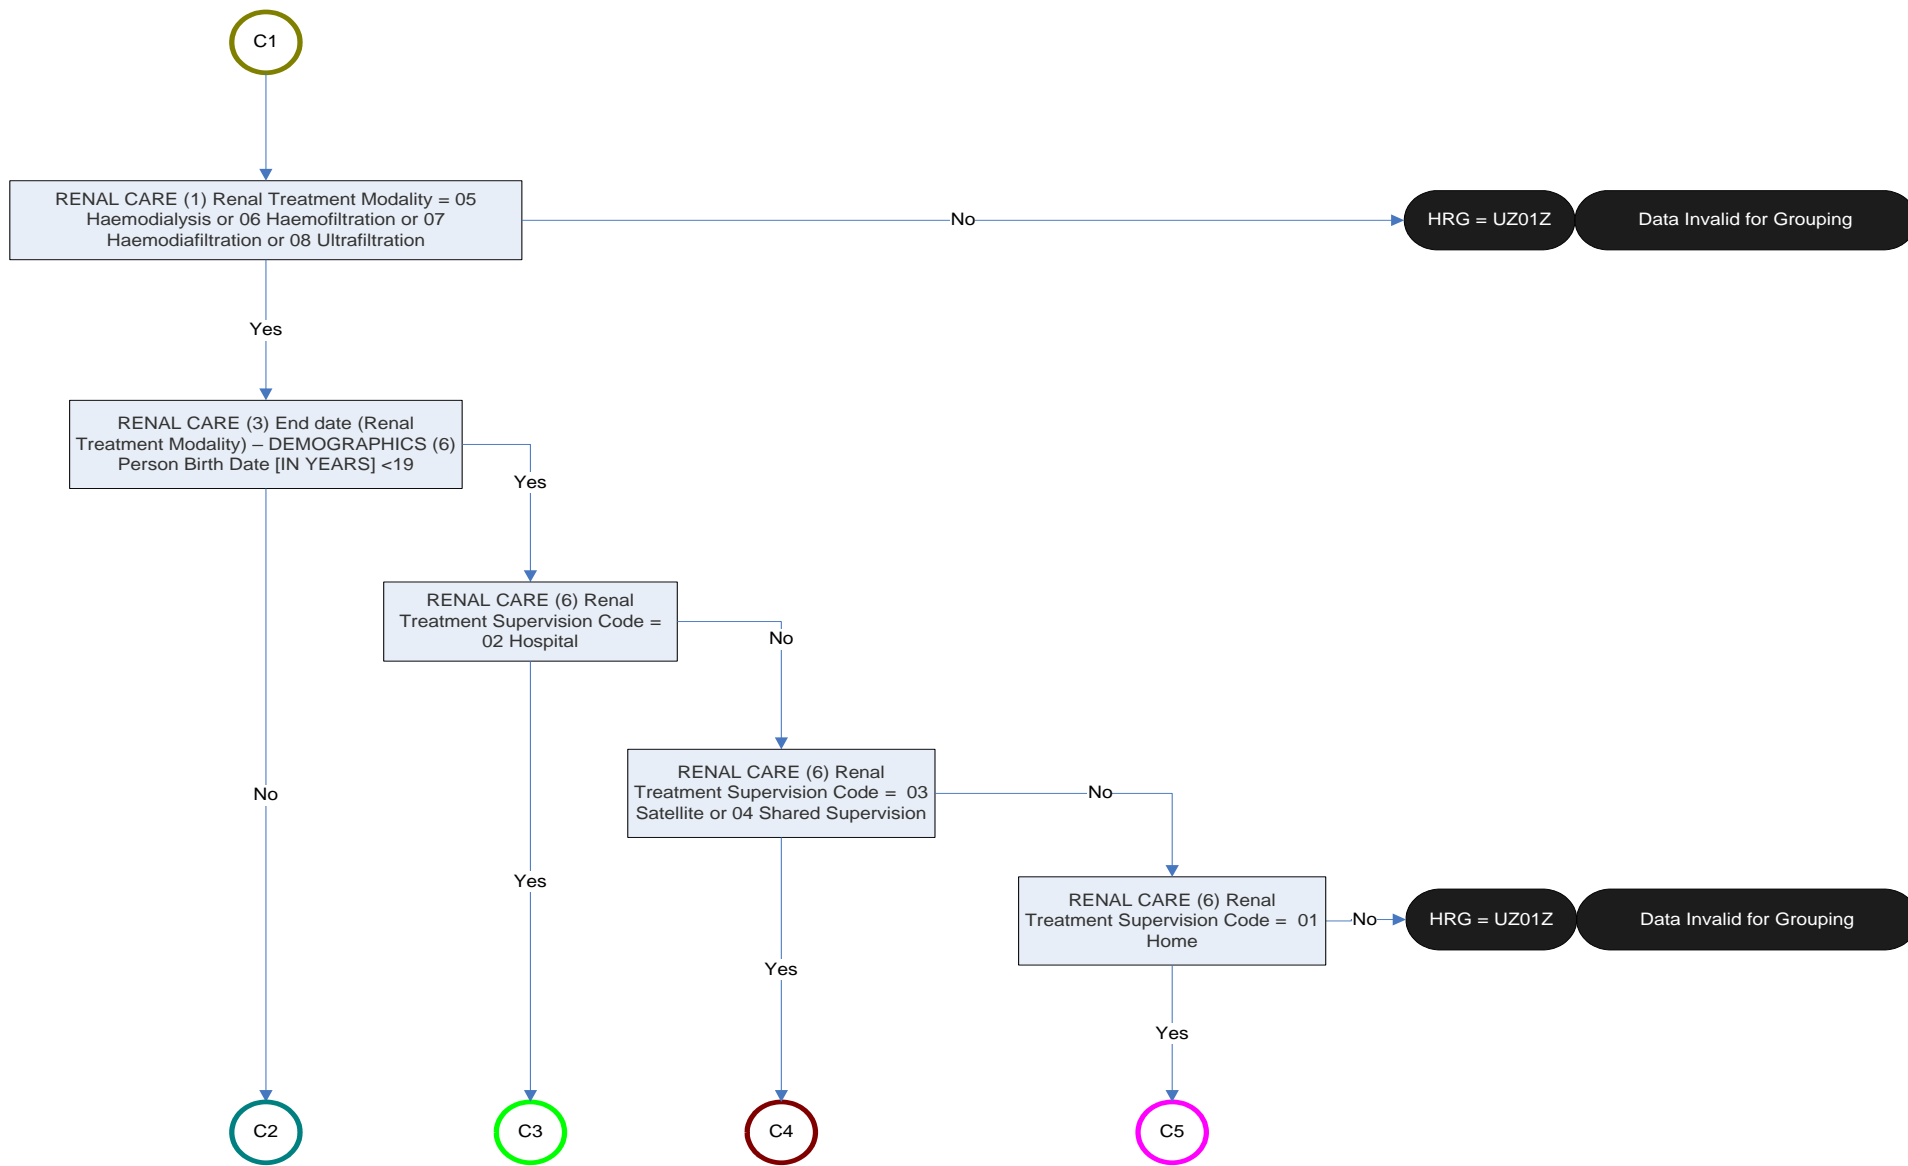 C1
RENAL CARE (1) Renal Treatment Modality = 05
Haemodialysis or 06 Haemofiltration or 07
Haemodiafiltration or 08 Ultrafiltration
No
HRG = UZ01Z
Data Invalid for Grouping
Yes
RENAL CARE (3) End date (Renal
Treatment Modality) – DEMOGRAPHICS (6)
Person Birth Date [IN YEARS] <19
Yes
RENAL CARE (6) Renal
Treatment Supervision Code =
02 Hospital
No
RENAL CARE (6) Renal
Treatment Supervision Code =  03
Satellite or 04 Shared Supervision
No
No
Yes
RENAL CARE (6) Renal
Treatment Supervision Code =  01
Home
No
HRG = UZ01Z
Data Invalid for Grouping
Yes
Yes
C2
C3
C4
C5